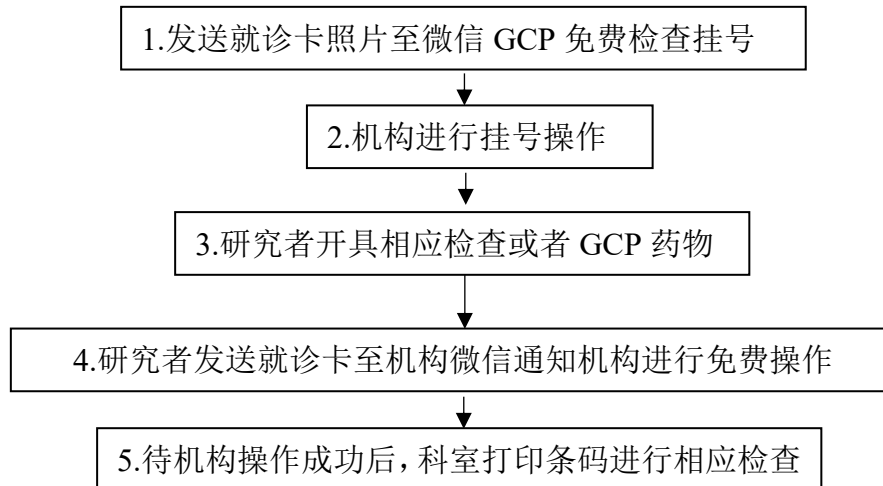 1.发送就诊卡照片至微信 GCP 免费检查挂号
2.机构进行挂号操作
3.研究者开具相应检查或者 GCP 药物
4.研究者发送就诊卡至机构微信通知机构进行免费操作
5.待机构操作成功后，科室打印条码进行相应检查